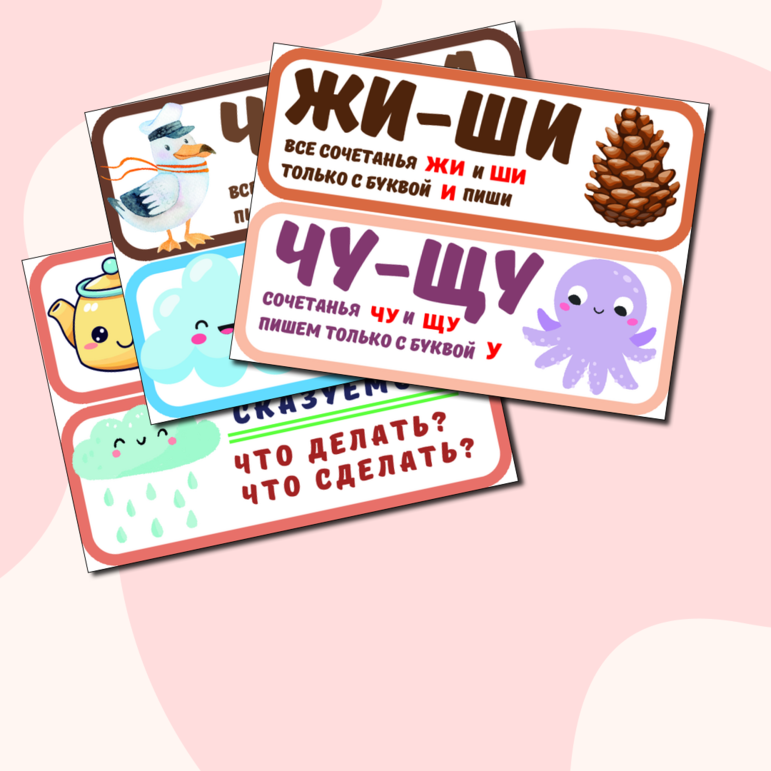 ЖИ-ШИ
ВСЕ СОЧЕТАНЬЯ ЖИ и ШИ
ТОЛЬКО С БУКВОЙ И ПИШИ
ЧУ-ЩУ
СОЧЕТАНЬЯ ЧУ и ЩУ
ПИШЕМ ТОЛЬКО С БУКВОЙ У
ЧТО ДЕЛАТЬ?
ЧТО СДЕЛАТЬ?